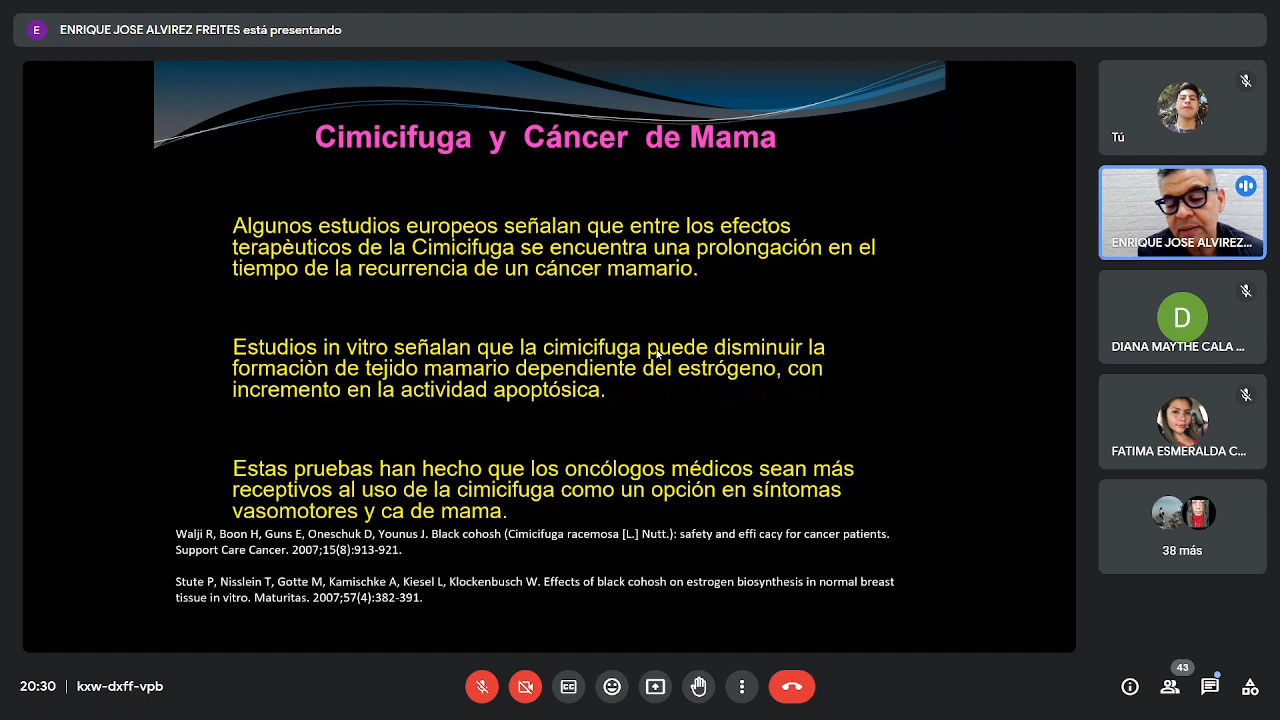 E
ENRIQUE JOSE ALVIREZ FREITES está presentando
Cimicifuga y Cáncer de Mama
Algunos estudios europeos señalan que entre los efectos
terapèuticos de la Cimicifuga se encuentra una prolongación en el
tiempo de la recurrencia de un cáncer mamario.
Estudios in vitro señalan que la cimicifuga puede disminuir la
formaciòn de tejido mamario dependiente del estrógeno, con
incremento en la actividad apoptósica.
Estas pruebas han hecho que los oncólogos médicos sean más
receptivos al uso de la cimicifuga como un opción en síntomas
vasomotores y ca de mama.
Walji R, Boon H, Guns E, Oneschuk D, Younus J. Black cohosh (Cimicifuga racemosa [L.] Nutt.): safety and effi cacy for cancer patients.
Support Care Cancer. 2007;15(8):913-921.
Stute P, Nisslein T, Gotte M, Kamischke A, Kiesel L, Klockenbusch W. Effects of black cohosh on estrogen biosynthesis in normal breast
tissue in vitro. Maturitas. 2007;57(4):382-391.
Tú
ENRIQUE JOSE ALVIREZ...
D
DIANA MAYTHE CALA ...
FATIMA ESMERALDA C...
38 más
20:30 | kxw-dxff-vpb
43